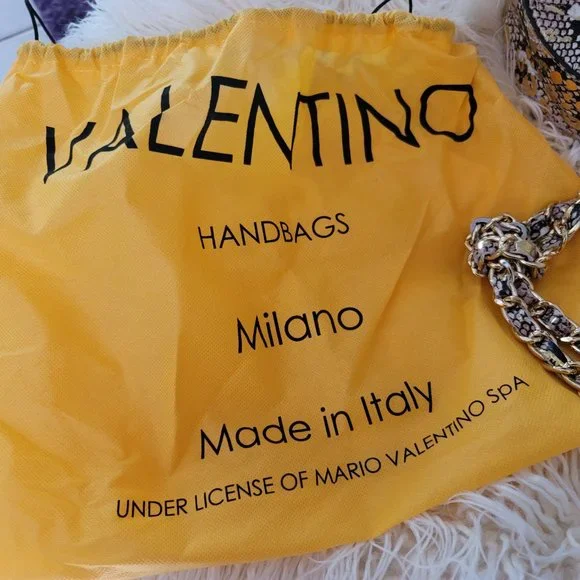 VALENTINO
HANDBAGS
Milano
Made in Italy
UNDER LICENSE OF MARIO VALENTINO SpA